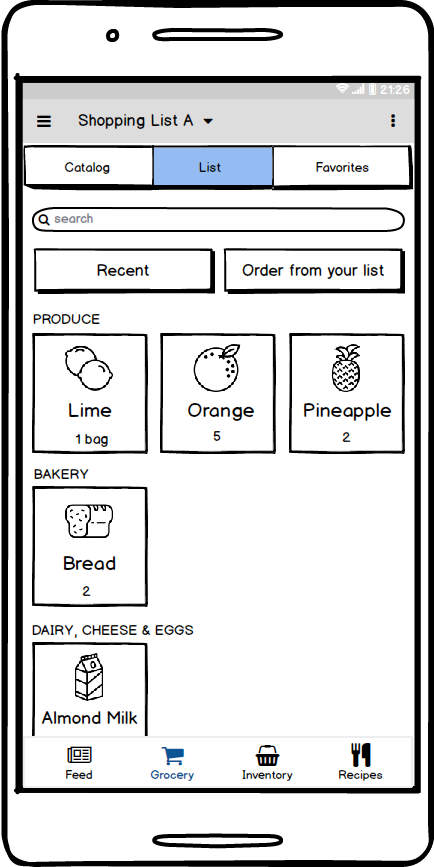 21:26
Shopping List A
Catalog List Favorites
search
Recent Order from your list
PRODUCE
Lime Orange Pineapple
1 bag 5 2
BAKERY
Bread
2
DAIRY, CHEESE & EGGS
Almond Milk
Feed Grocery Inventory Recipes